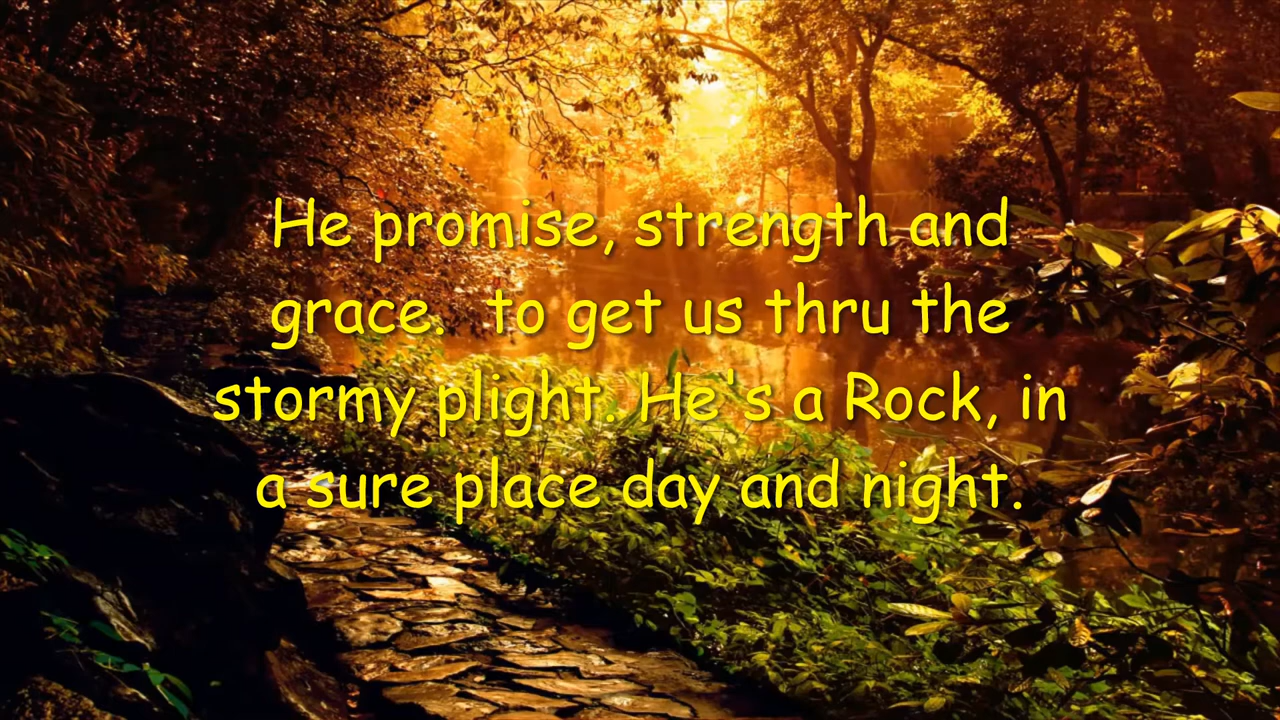 He promise, strength and
grace.  to get us thru the
stormy plight. He's a Rock, in
a sure place day and night.